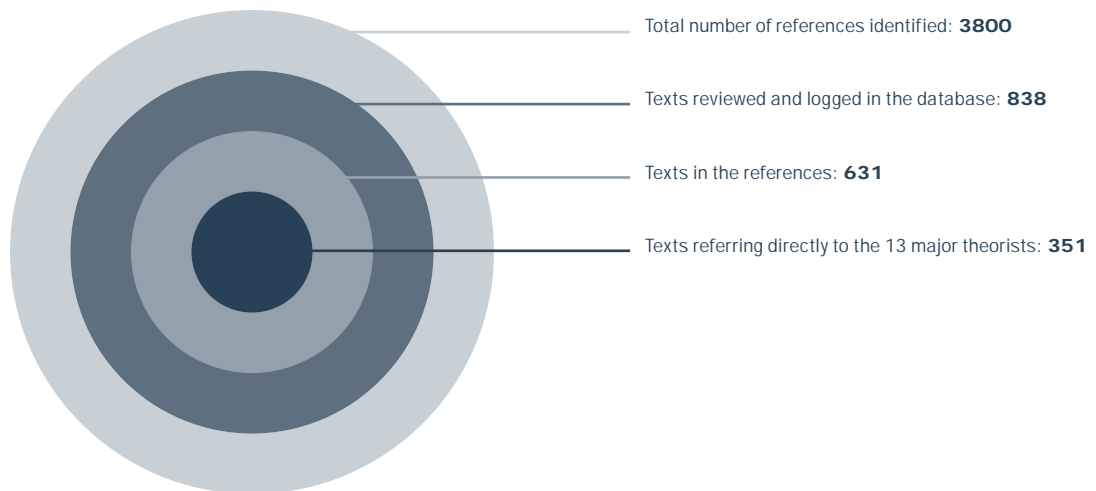 Total number of references identified: 3800
Texts reviewed and logged in the database: 838
Texts in the references: 631
Texts referring directly to the 13 major theorists: 351